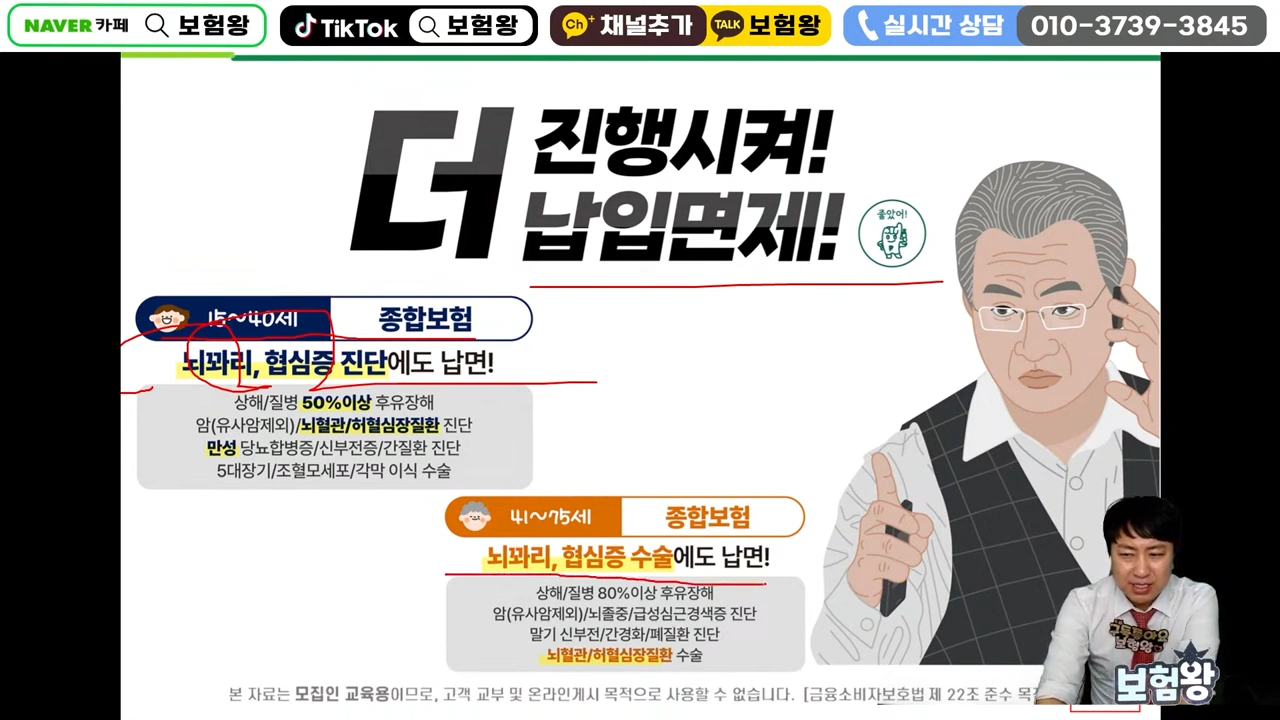 NAVER 카페 보험왕
TikTok 보험왕
Ch+ 채널추가 TALK 보험왕
실시간 상담 010-3739-3845
더 진행시켜!
납입면제!
좋았어!
15~40세 종합보험
뇌꽈리, 협심증 진단에도 납면!
상해/질병 50%이상 후유장해
암(유사암제외)/뇌혈관/허혈심장질환 진단
만성 당뇨합병증/신부전증/간질환 진단
5대장기/조혈모세포/각막 이식 수술
41~75세 종합보험
뇌꽈리, 협심증 수술에도 납면!
상해/질병 80%이상 후유장해
암(유사암제외)/뇌졸중/급성심근경색증 진단
말기 신부전/간경화/폐질환 진단
뇌혈관/허혈심장질환 수술
구독좋아요
보험왕
보험왕
본 자료는 모집인 교육용이므로, 고객 교부 및 온라인게시 목적으로 사용할 수 없습니다. [금융소비자보호법 제 22조 준수 목